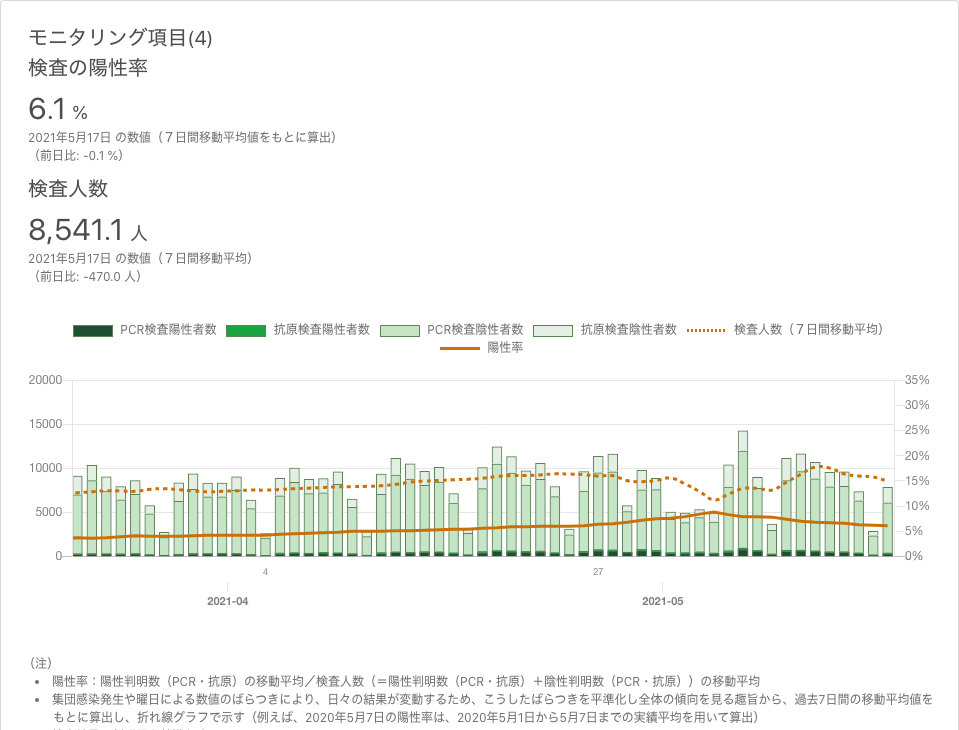 モニタリング項目(4)
検査の陽性率
6.1 %
2021年5月17日 の数値（７日間移動平均値をもとに算出）
（前日比: -0.1 %）
検査人数
8,541.1 人
2021年5月17日 の数値（７日間移動平均）
（前日比: -470.0 人）
PCR検査陽性者数 抗原検査陽性者数 PCR検査陰性者数 抗原検査陰性者数 検査人数（７日間移動平均）
陽性率
20000 35%
30%
15000 25%
20%
10000 15%
5000 10%
5%
0 0%
4 27
2021-04 2021-05
（注）
• 陽性率：陽性判明数（PCR・抗原）の移動平均／検査人数（＝陽性判明数（PCR・抗原）＋陰性判明数（PCR・抗原））の移動平均
• 集団感染発生や曜日による数値のばらつきにより、日々の結果が変動するため、こうしたばらつきを平準化し全体の傾向を見る趣旨から、過去7日間の移動平均値を
もとに算出し、折れ線グラフで示す（例えば、2020年5月7日の陽性率は、2020年5月1日から5月7日までの実績平均を用いて算出）